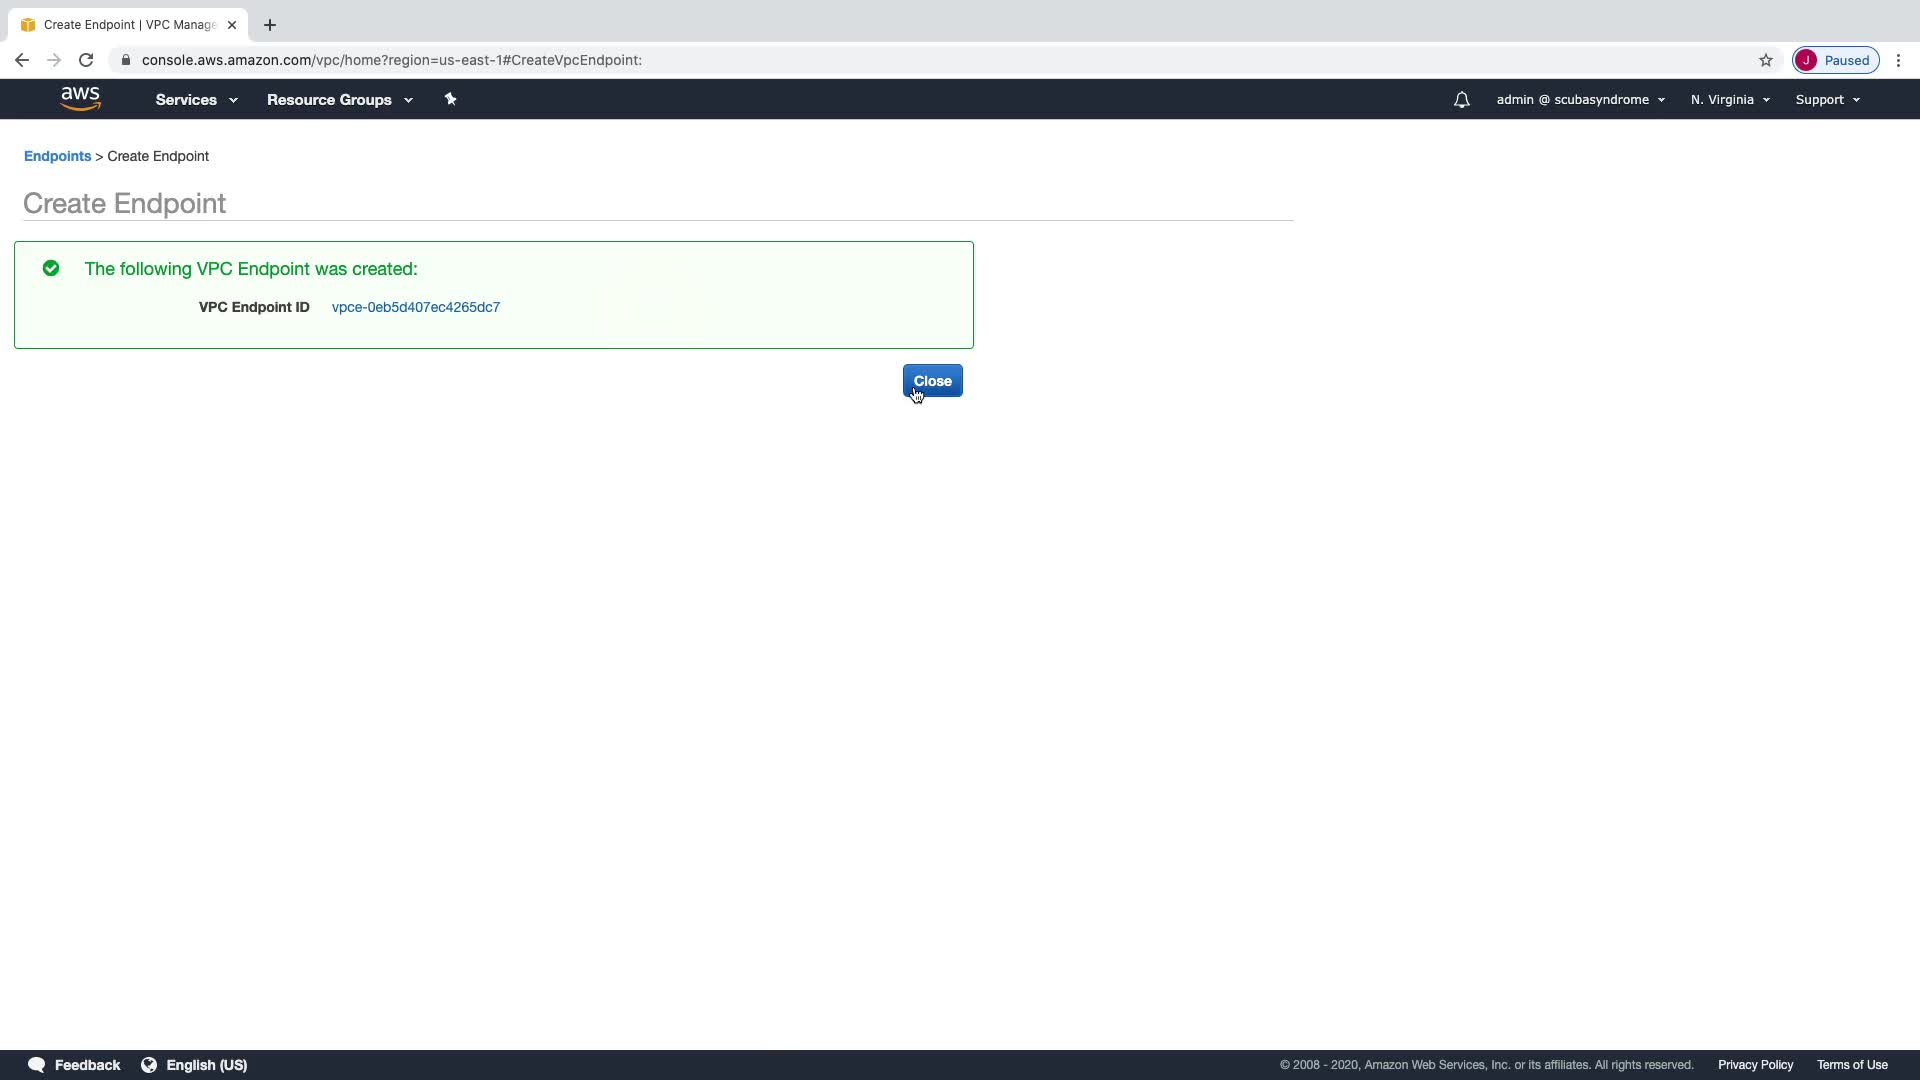 Create Endpoint | VPC Manage
console.aws.amazon.com/vpc/home?region=us-east-1#CreateVpcEndpoint:
J Paused
aws Services Resource Groups admin @ scubasyndrome N. Virginia Support
Endpoints > Create Endpoint
Create Endpoint
The following VPC Endpoint was created:
VPC Endpoint ID vpce-0eb5d407ec4265dc7
Close
Feedback English (US) © 2008 - 2020, Amazon Web Services, Inc. or its affiliates. All rights reserved. Privacy Policy Terms of Use